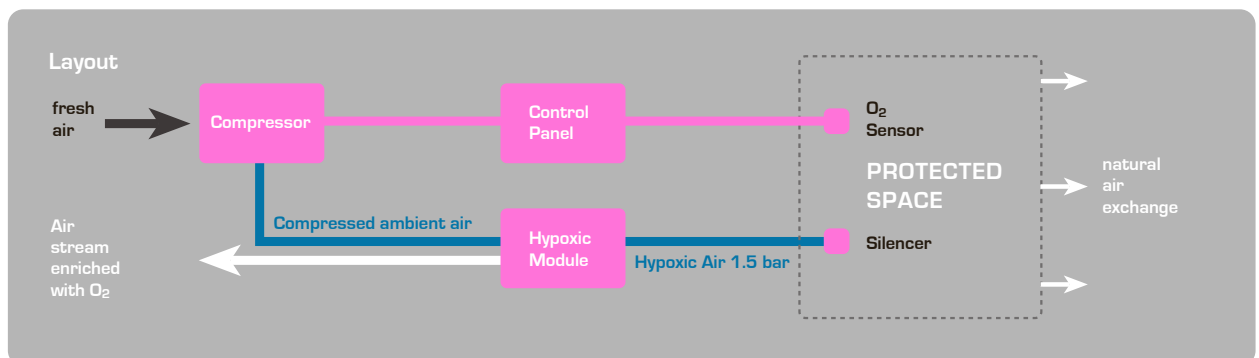 Layout
fresh
air
Compressor
Control
Panel
O₂
Sensor
PROTECTED
SPACE
natural
air
exchange
Compressed ambient air
Air
stream
enriched
with O₂
Hypoxic
Module
Hypoxic Air 1.5 bar
Silencer